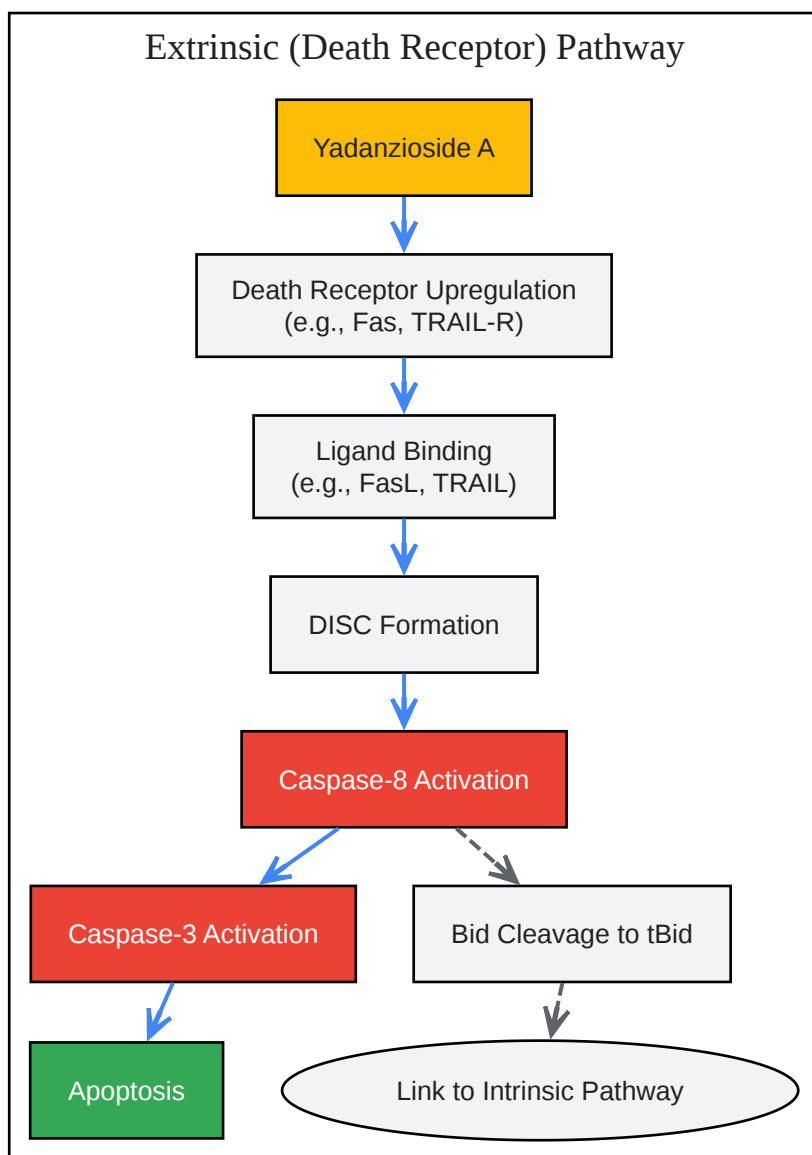 Extrinsic (Death Receptor) Pathway
Yadanzioside A
Death Receptor Upregulation
(e.g., Fas, TRAIL-R)
Ligand Binding
(e.g., FasL, TRAIL)
DISC Formation
Caspase-8 Activation
Caspase-3 Activation
Bid Cleavage to tBid
Apoptosis
Link to Intrinsic Pathway